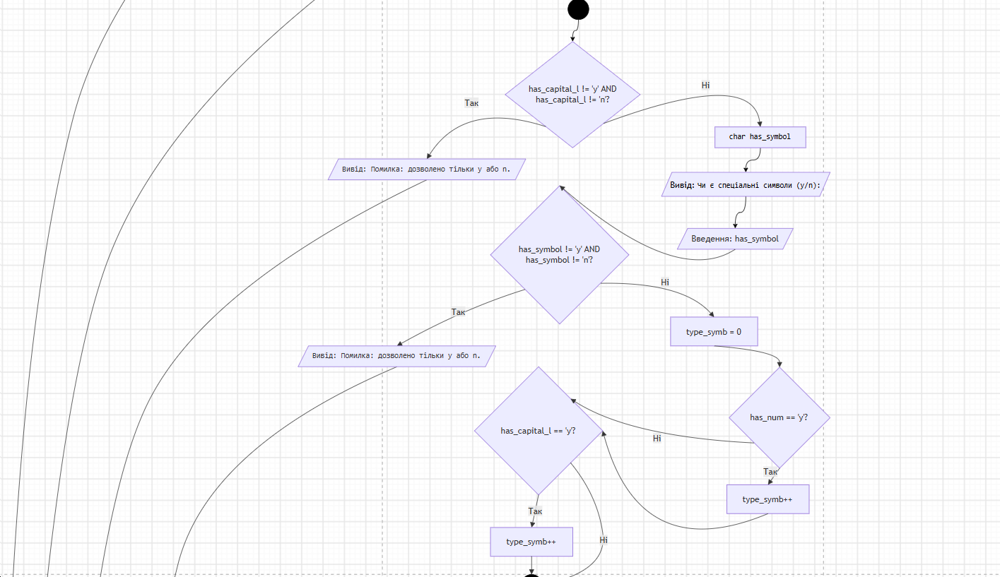 has_capital_l != 'y' AND
has_capital_l != 'n'?
Ні
Так
char has_symbol
Вивід: Помилка: дозволено тільки y або n.
Вивід: Чи є спеціальні символи (y/n):
Введення: has_symbol
has_symbol != 'y' AND
has_symbol != 'n'?
Ні
Так
type_symb = 0
Вивід: Помилка: дозволено тільки y або n.
has_num == 'y'?
has_capital_l == 'y'?
Ні
Так
type_symb++
Так
Ні
type_symb++